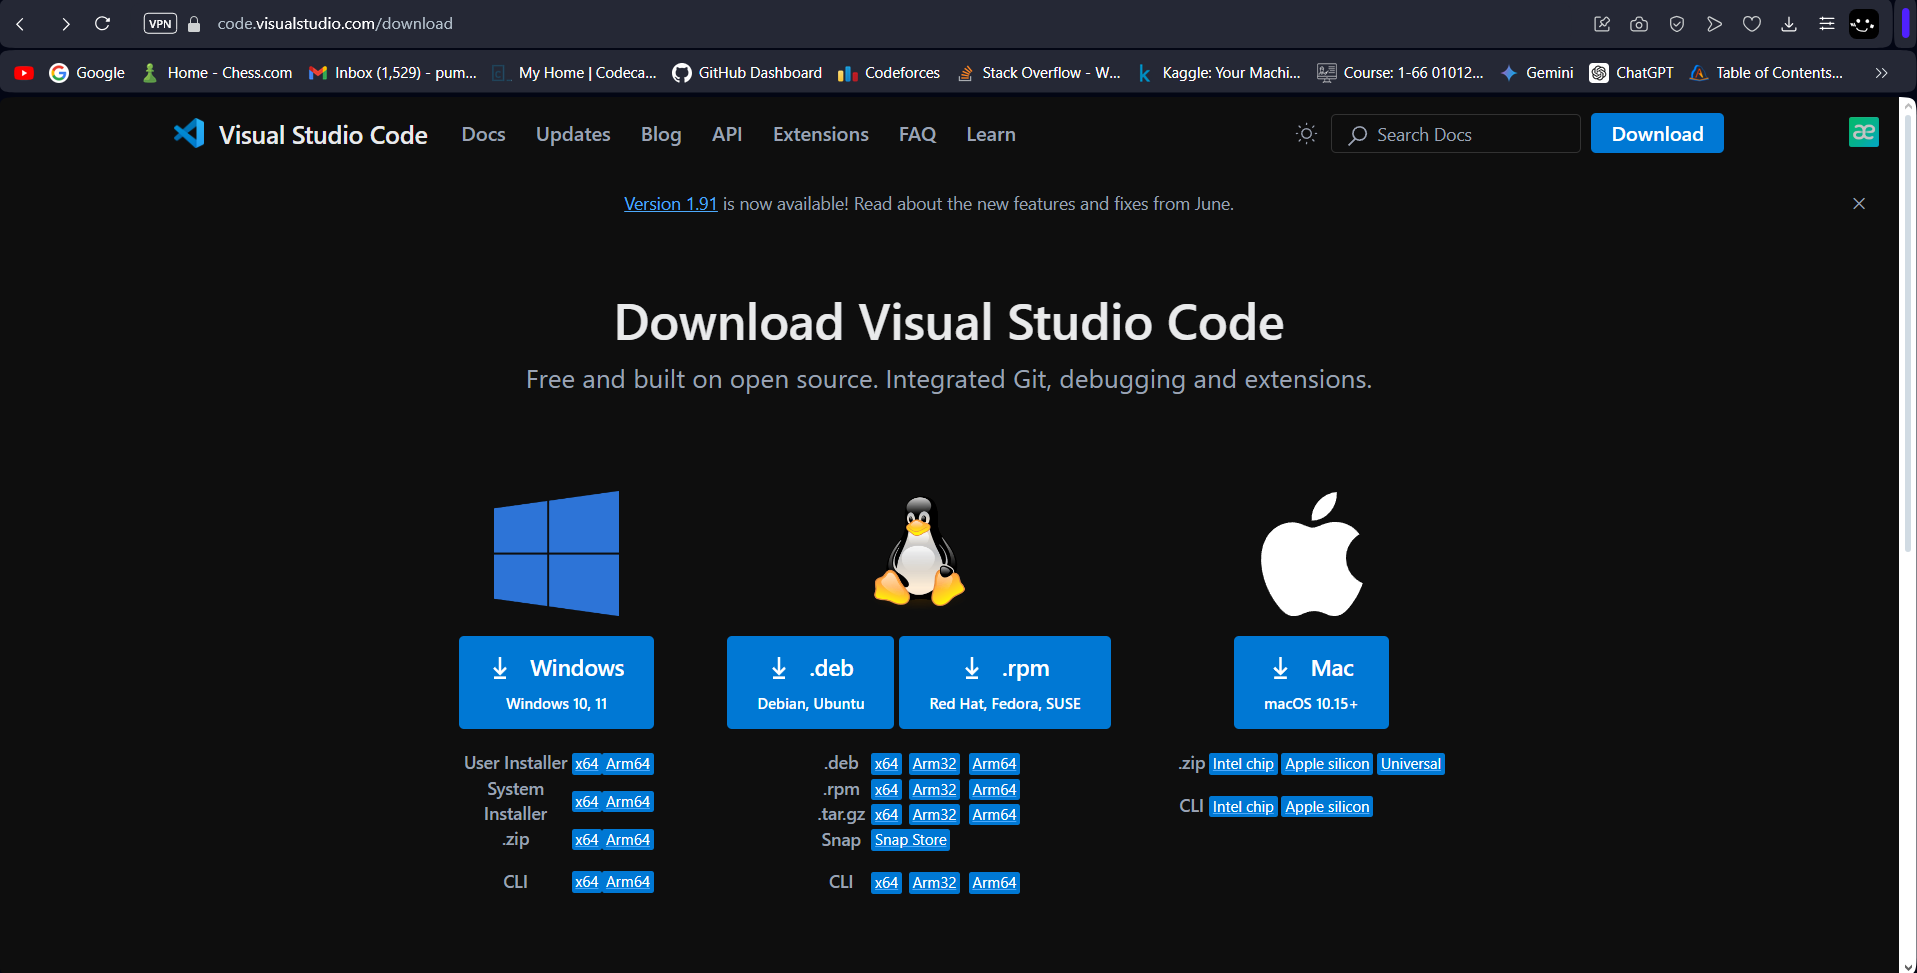 VPN code.visualstudio.com/download
Google Home - Chess.com Inbox (1,529) - pum... My Home | Codeca... GitHub Dashboard Codeforces Stack Overflow - W... Kaggle: Your Machi... Course: 1-66 01012... Gemini ChatGPT Table of Contents...
Visual Studio Code Docs Updates Blog API Extensions FAQ Learn Search Docs Download
æ
Version 1.91 is now available! Read about the new features and fixes from June.
Download Visual Studio Code
Free and built on open source. Integrated Git, debugging and extensions.
Windows
Windows 10, 11
User Installer x64 Arm64
System
Installer x64 Arm64
.zip x64 Arm64
CLI x64 Arm64
.deb
Debian, Ubuntu
.rpm
Red Hat, Fedora, SUSE
.deb x64 Arm32 Arm64
.rpm x64 Arm32 Arm64
.tar.gz x64 Arm32 Arm64
Snap Snap Store
CLI x64 Arm32 Arm64
Mac
macOS 10.15+
.zip Intel chip Apple silicon Universal
CLI Intel chip Apple silicon